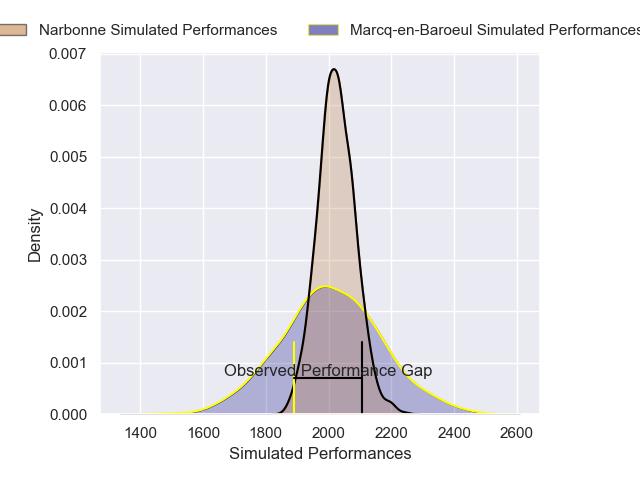 Narbonne Simulated Performances
Marcq-en-Baroeul Simulated Performances
0.007
0.006
0.005
0.004
0.003
0.002
0.001
0.000
Density
Observed Performance Gap
1400 1600 1800 2000 2200 2400 2600
Simulated Performances